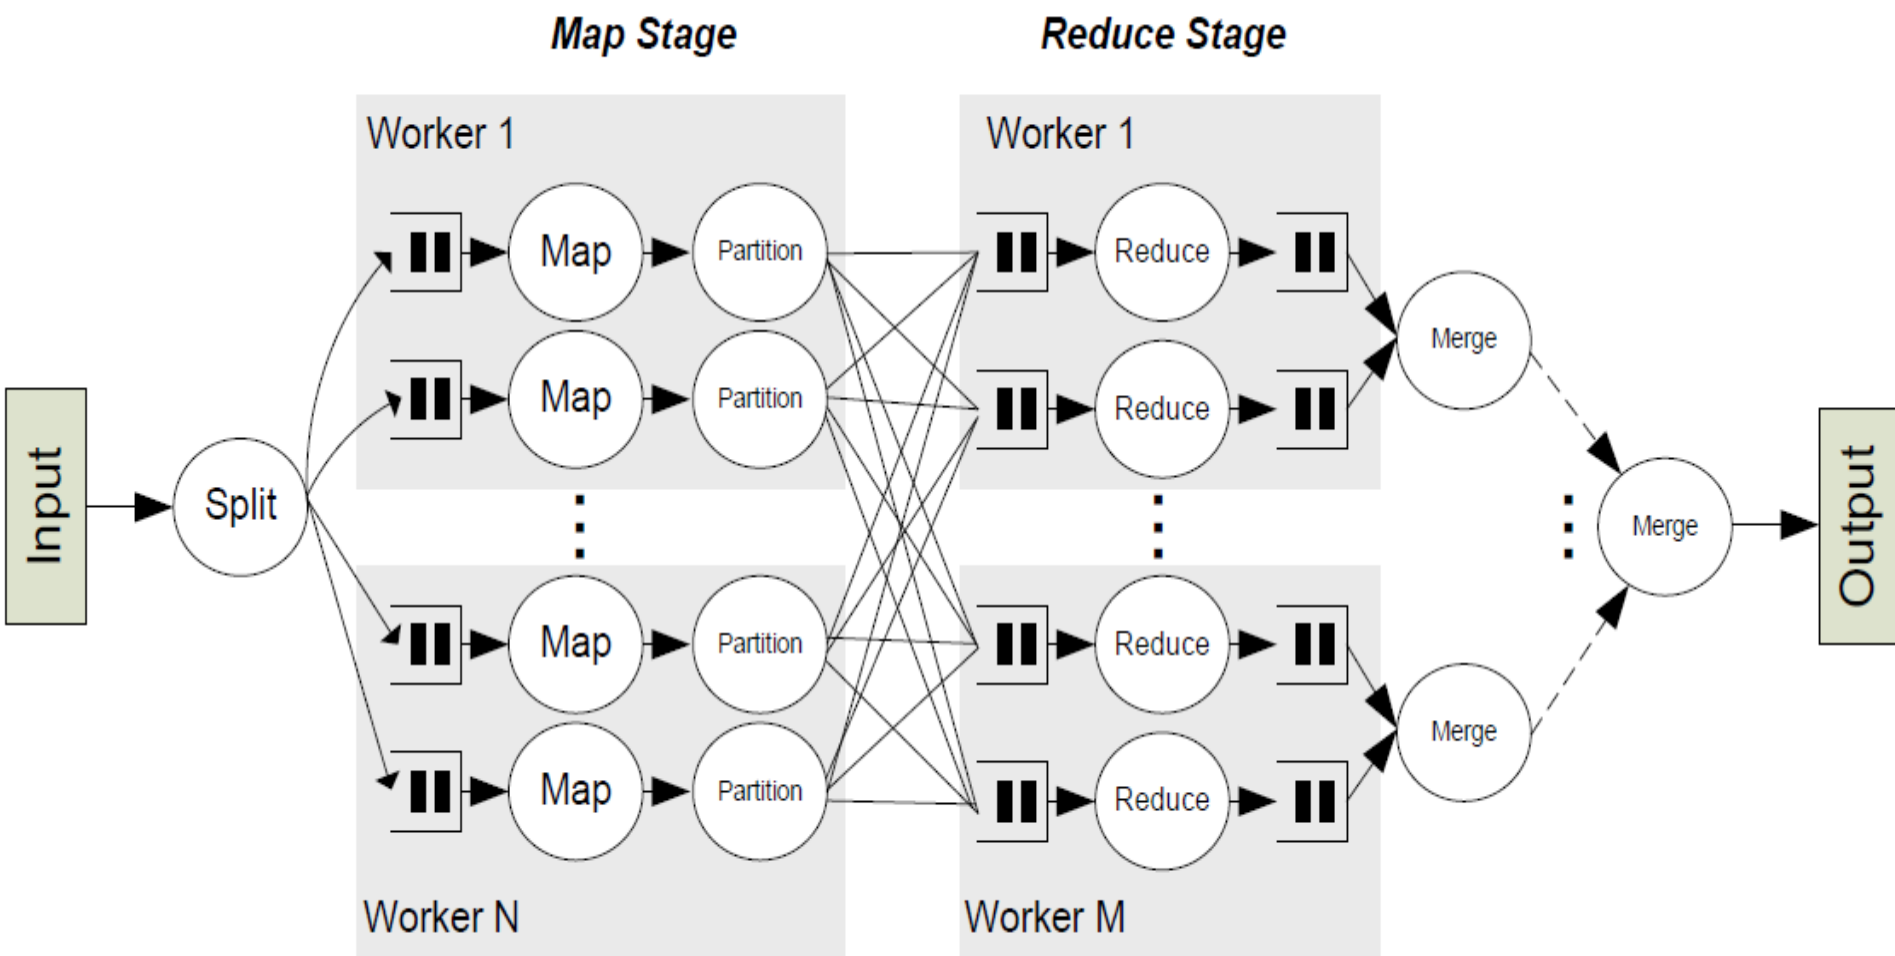 Map Stage
Reduce Stage
Worker 1
Worker 1
Map
Partition
Reduce
Merge
Map
Partition
Reduce
Input
Split
Merge
Output
Map
Partition
Reduce
Merge
Map
Partition
Reduce
Worker N
Worker M